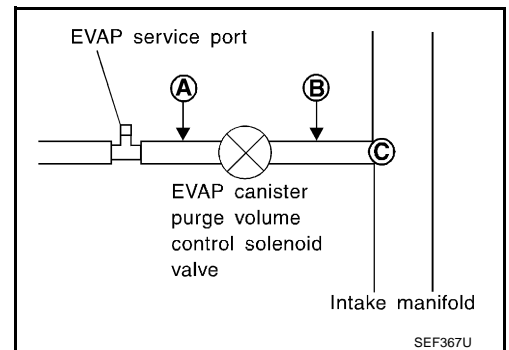 EVAP service port
A
B
C
EVAP canister
purge volume
control solenoid
valve
Intake manifold
SEF367U